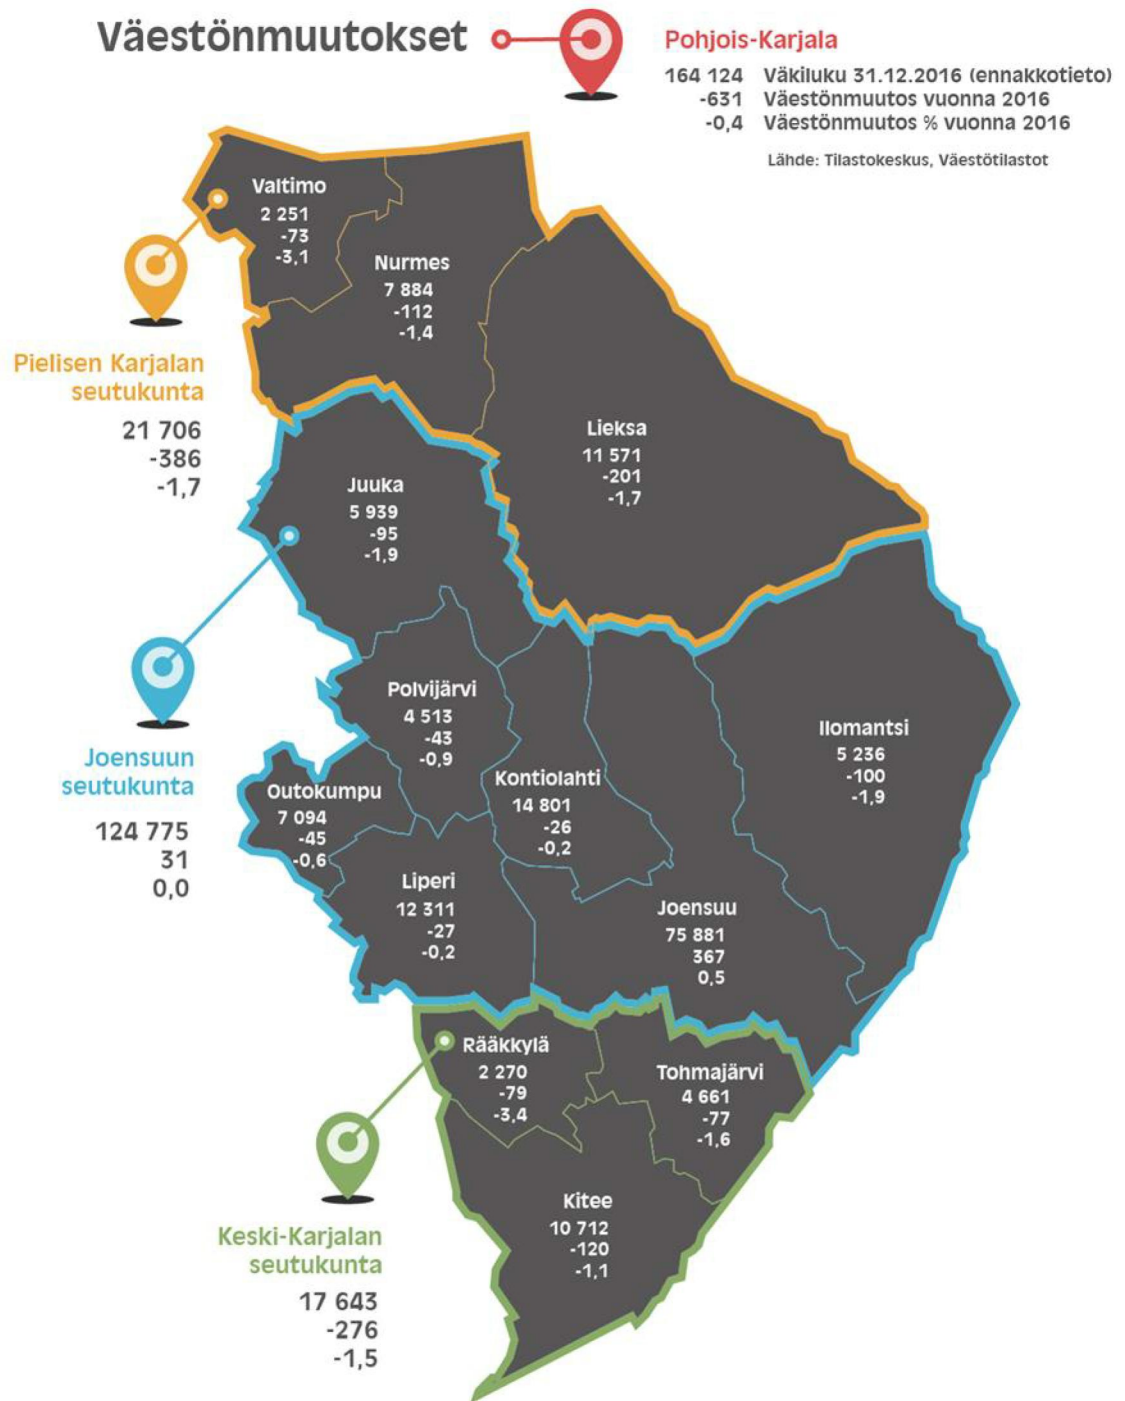 Väestönmuutokset
Pohjois-Karjala
164 124 Väkiluku 31.12.2016 (ennakkotieto)
-631 Väestönmuutos vuonna 2016
-0,4 Väestönmuutos % vuonna 2016
Lähde: Tilastokeskus, Väestötilastot
Valtimo
2 251
-73
-3,1
Nurmes
7 884
-112
-1,4
Pielisen Karjalan
seutukunta
21 706
-386
-1,7
Lieksa
11 571
-201
-1,7
Juuka
5 939
-95
-1,9
Polvijärvi
4 513
-43
-0,9
Ilomantsi
5 236
-100
-1,9
Joensuun
seutukunta
124 775
31
0,0
Outokumpu
7 094
-45
-0,6
Kontiolahti
14 801
-26
-0,2
Liperi
12 311
-27
-0,2
Joensuu
75 881
367
0,5
Rääkkylä
2 270
-79
-3,4
Tohmajärvi
4 661
-77
-1,6
Kitee
10 712
-120
-1,1
Keski-Karjalan
seutukunta
17 643
-276
-1,5